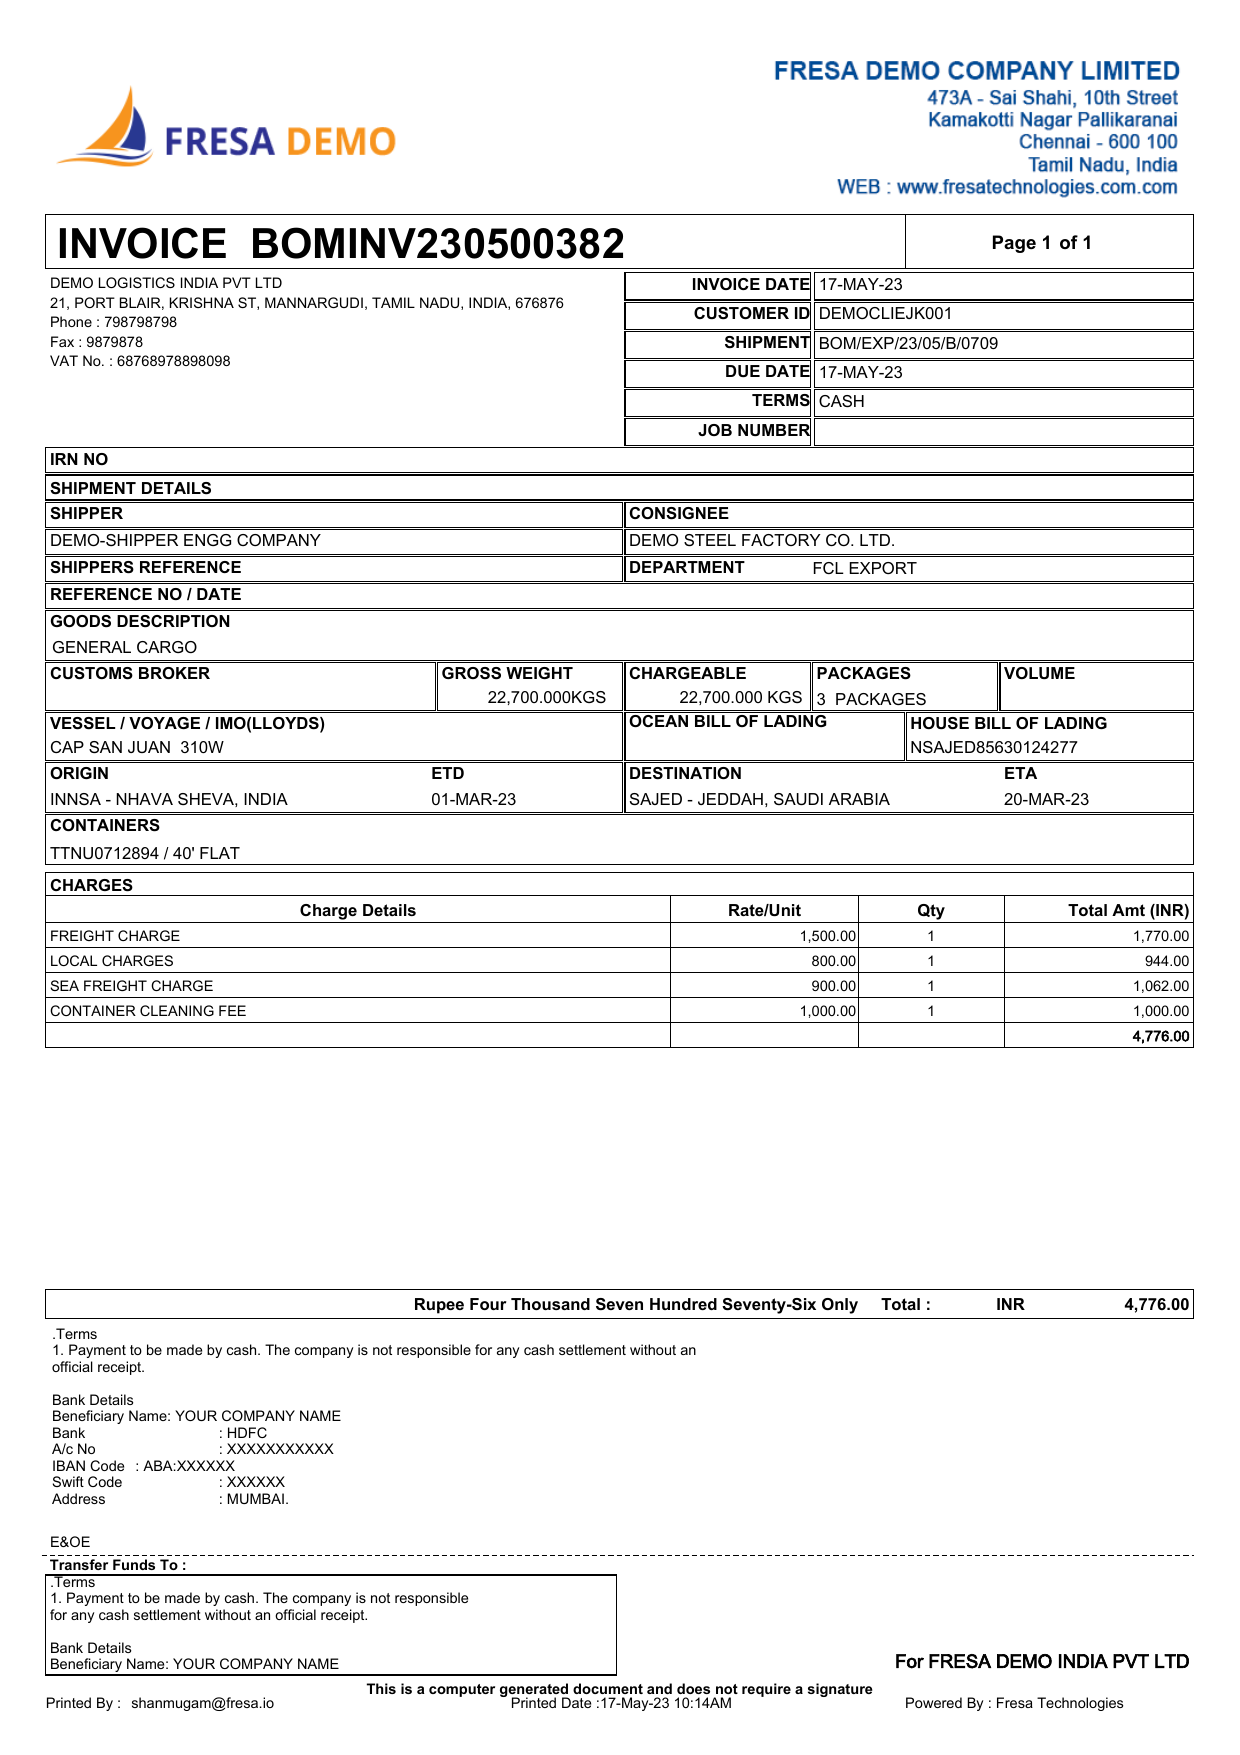 FRESA DEMO
FRESA DEMO COMPANY LIMITED
473A - Sai Shahi, 10th Street
Kamakotti Nagar Pallikaranai
Chennai - 600 100
Tamil Nadu, India
WEB : www.fresatechnologies.com.com
INVOICE BOMINV230500382
Page 1 of 1
DEMO LOGISTICS INDIA PVT LTD
21, PORT BLAIR, KRISHNA ST, MANNARGUDI, TAMIL NADU, INDIA, 676876
Phone : 798798798
Fax : 9879878
VAT No. : 68768978898098
INVOICE DATE 17-MAY-23
CUSTOMER ID DEMOCLIEJK001
SHIPMENT BOM/EXP/23/05/B/0709
DUE DATE 17-MAY-23
TERMS CASH
JOB NUMBER
IRN NO
SHIPMENT DETAILS
SHIPPER CONSIGNEE
DEMO-SHIPPER ENGG COMPANY DEMO STEEL FACTORY CO. LTD.
SHIPPERS REFERENCE DEPARTMENT FCL EXPORT
REFERENCE NO / DATE
GOODS DESCRIPTION
GENERAL CARGO
CUSTOMS BROKER GROSS WEIGHT CHARGEABLE PACKAGES VOLUME
22,700.000KGS 22,700.000 KGS 3 PACKAGES
VESSEL / VOYAGE / IMO(LLOYDS) OCEAN BILL OF LADING HOUSE BILL OF LADING
CAP SAN JUAN 310W NSAJED85630124277
ORIGIN ETD DESTINATION ETA
INNSA - NHAVA SHEVA, INDIA 01-MAR-23 SAJED - JEDDAH, SAUDI ARABIA 20-MAR-23
CONTAINERS
TTNU0712894 / 40' FLAT
CHARGES
Charge Details Rate/Unit Qty Total Amt (INR)
FREIGHT CHARGE 1,500.00 1 1,770.00
LOCAL CHARGES 800.00 1 944.00
SEA FREIGHT CHARGE 900.00 1 1,062.00
CONTAINER CLEANING FEE 1,000.00 1 1,000.00
4,776.00
Rupee Four Thousand Seven Hundred Seventy-Six Only Total : INR 4,776.00
.Terms
1. Payment to be made by cash. The company is not responsible for any cash settlement without an
official receipt.
Bank Details
Beneficiary Name: YOUR COMPANY NAME
Bank : HDFC
A/c No : XXXXXXXXXXX
IBAN Code : ABA:XXXXXX
Swift Code : XXXXXX
Address : MUMBAI.
E&OE
Transfer Funds To :
.Terms
1. Payment to be made by cash. The company is not responsible
for any cash settlement without an official receipt.
Bank Details
Beneficiary Name: YOUR COMPANY NAME
For FRESA DEMO INDIA PVT LTD
This is a computer generated document and does not require a signature
Printed By : shanmugam@fresa.io Printed Date :17-May-23 10:14AM Powered By : Fresa Technologies